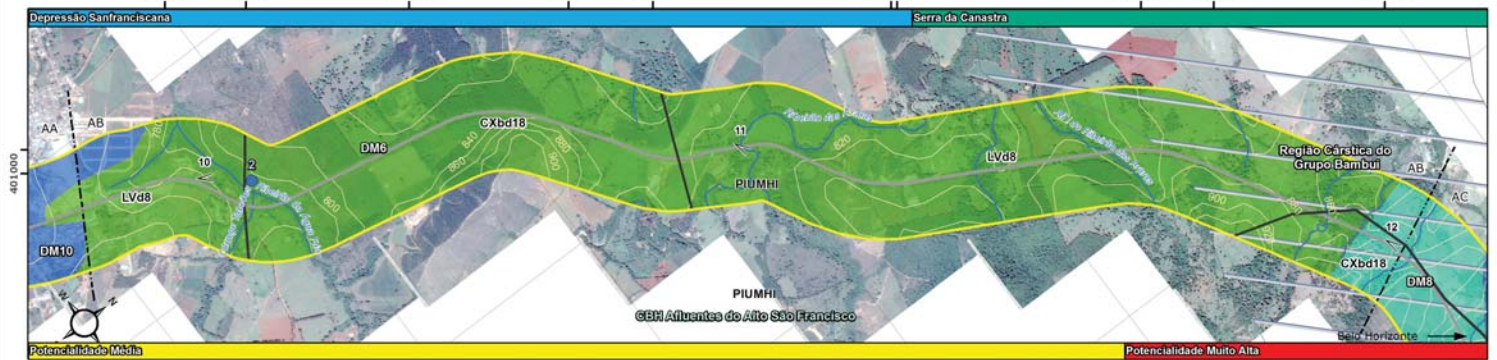 Depressão Sanfranciscana
Serra da Canastra
AA
AB
780
10
2
LVd8
DM10
DM6
CXbd18
840
860
800
900
11
PIUMHI
820
LVd8
Região Cárstica do
Grupo Bambuí
AB
AC
800
12
CXbd18
DM8
401000
W
N
PIUMHI
CBH Afluentes do Alto São Francisco
Belo Horizonte
Potencialidade Média
Potencialidade Muito Alta